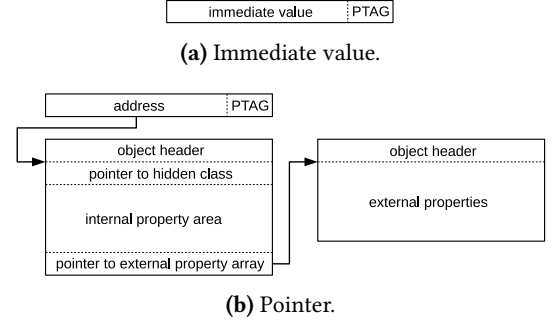 immediate value PTAG
(a) Immediate value.
address PTAG
object header
pointer to hidden class
internal property area
pointer to external property array
object header
external properties
(b) Pointer.